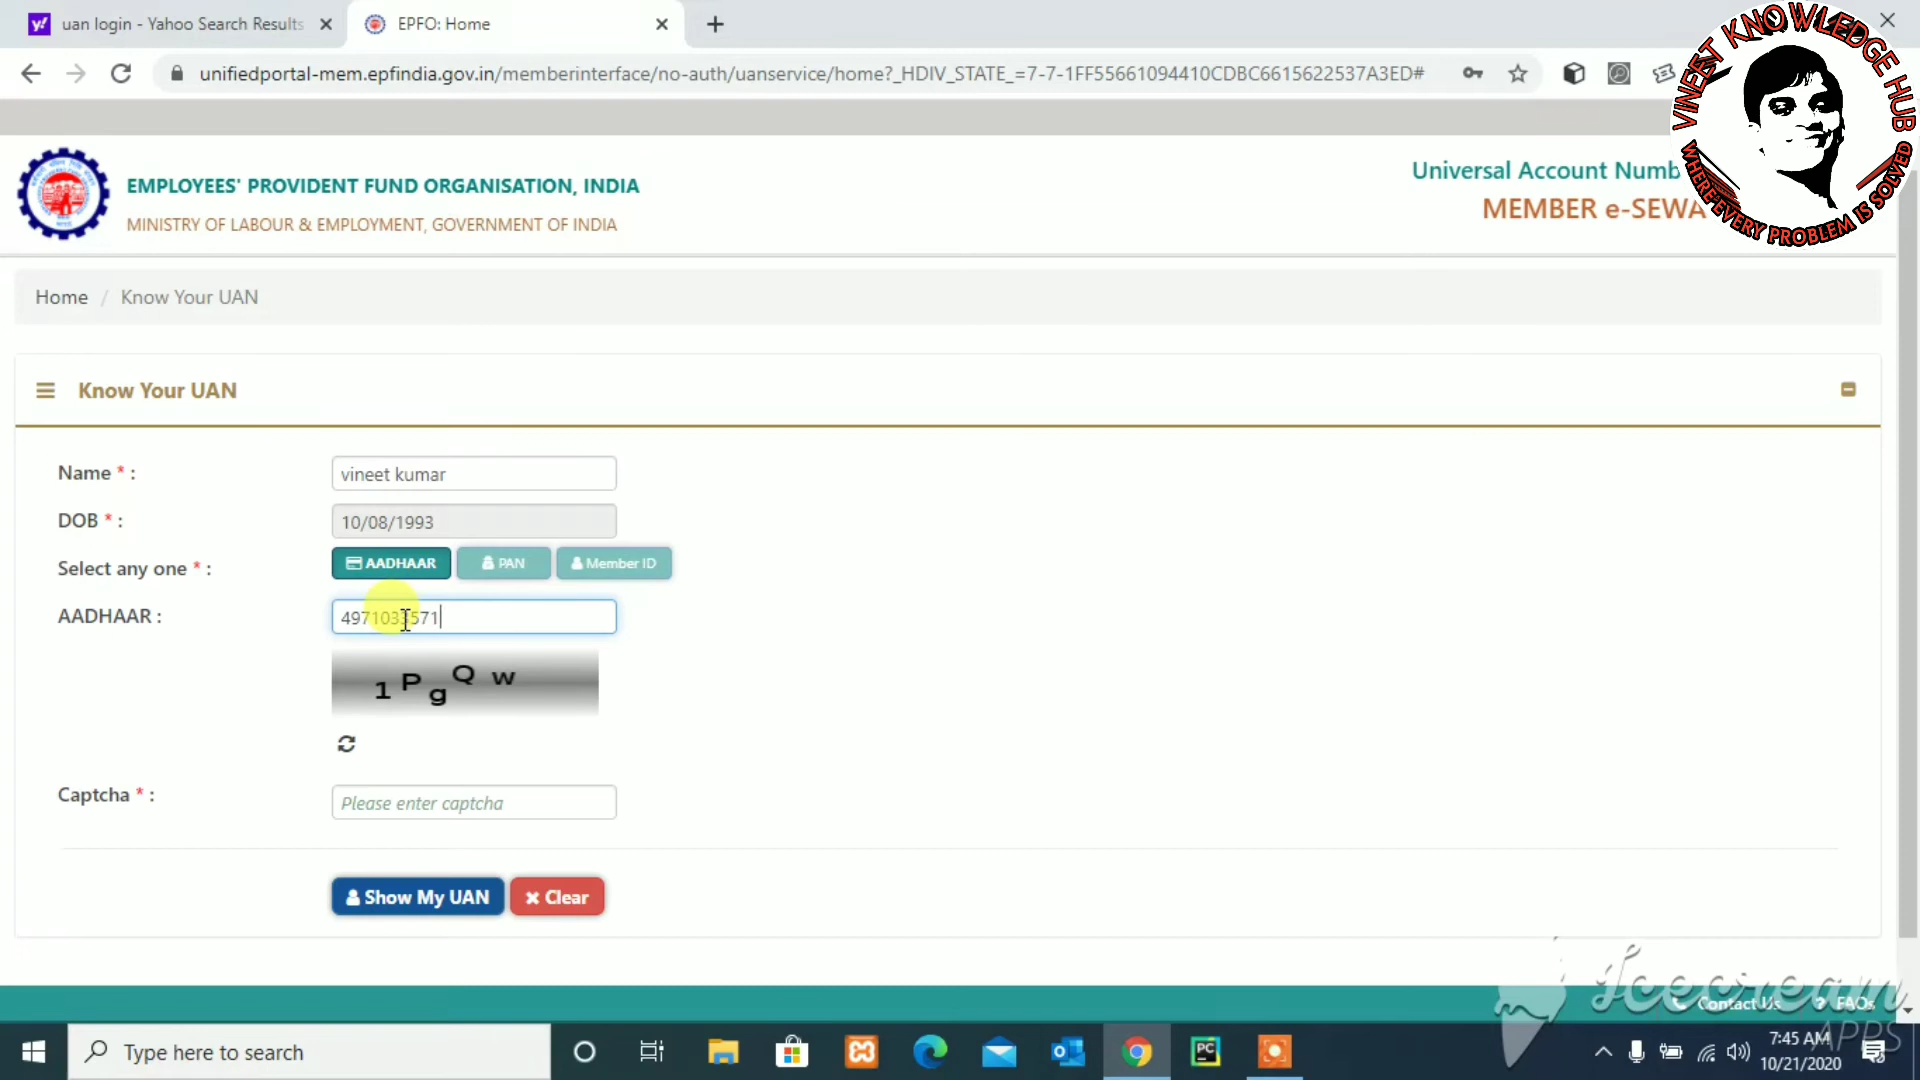 uan login - Yahoo Search Results
EPFO: Home
unifiedportal-mem.epfindia.gov.in/memberinterface/no-auth/uanservice/home?_HDIV_STATE_=7-7-1FF55661094410CDBC6615622537A3ED#
VINEET KNOWLEDGE HUB
WHERE EVERY PROBLEM IS SOLVED
EMPLOYEES' PROVIDENT FUND ORGANISATION, INDIA
MINISTRY OF LABOUR & EMPLOYMENT, GOVERNMENT OF INDIA
Universal Account Numb
MEMBER e-SEWA
Home / Know Your UAN
Know Your UAN
Name * :
vineet kumar
DOB * :
10/08/1993
Select any one * :
AADHAAR
PAN
Member ID
AADHAAR :
4971033571
1PgQw
Captcha * :
Please enter captcha
Show My UAN
Clear
Contact Us
? FAQs
Icecream
APPS
Type here to search
7:45 AM
10/21/2020